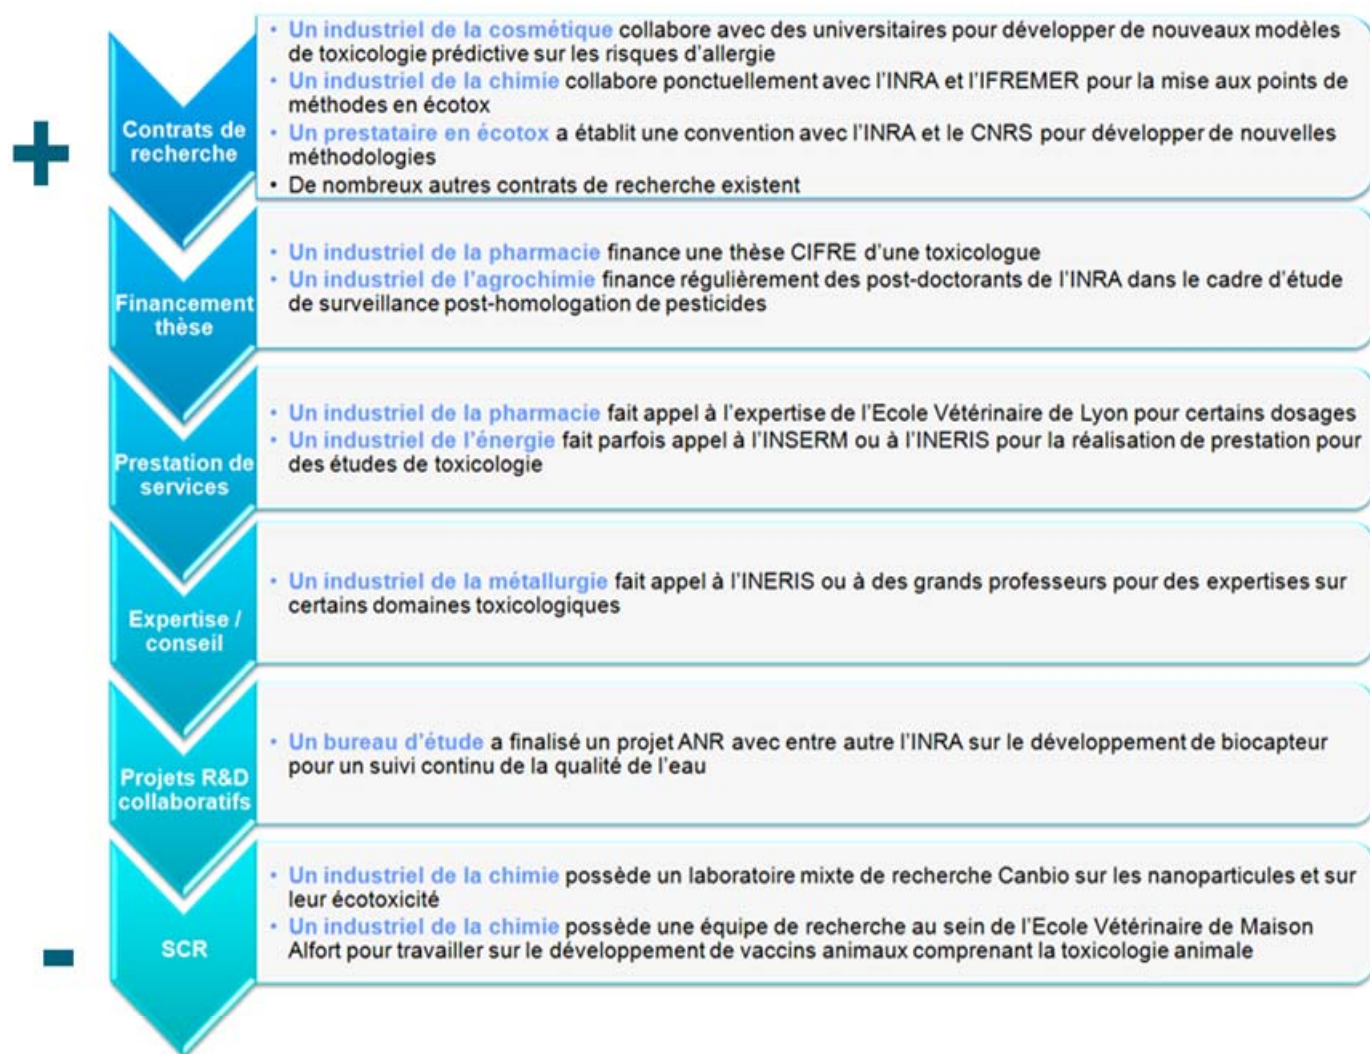 +
Contrats de
recherche
• Un industriel de la cosmétique collabore avec des universitaires pour développer de nouveaux modèles
de toxicologie prédictive sur les risques d'allergie
• Un industriel de la chimie collabore ponctuellement avec l'INRA et l'IFREMER pour la mise aux points de
méthodes en écotox
• Un prestataire en écotox a établit une convention avec l'INRA et le CNRS pour développer de nouvelles
méthodologies
• De nombreux autres contrats de recherche existent
Financement
thèse
• Un industriel de la pharmacie finance une thèse CIFRE d'une toxicologue
• Un industriel de l'agrochimie finance régulièrement des post-doctorants de l'INRA dans le cadre d'étude
de surveillance post-homologation de pesticides
Prestation de
services
• Un industriel de la pharmacie fait appel à l'expertise de l'Ecole Vétérinaire de Lyon pour certains dosages
• Un industriel de l'énergie fait parfois appel à l'INSERM ou à l'INERIS pour la réalisation de prestation pour
des études de toxicologie
Expertise /
conseil
• Un industriel de la métallurgie fait appel à l'INERIS ou à des grands professeurs pour des expertises sur
certains domaines toxicologiques
Projets R&D
collaboratifs
• Un bureau d'étude a finalisé un projet ANR avec entre autre l'INRA sur le développement de biocapteur
pour un suivi continu de la qualité de l'eau
-
SCR
• Un industriel de la chimie possède un laboratoire mixte de recherche Canbio sur les nanoparticules et sur
leur écotoxicité
• Un industriel de la chimie possède une équipe de recherche au sein de l'Ecole Vétérinaire de Maison
Alfort pour travailler sur le développement de vaccins animaux comprenant la toxicologie animale